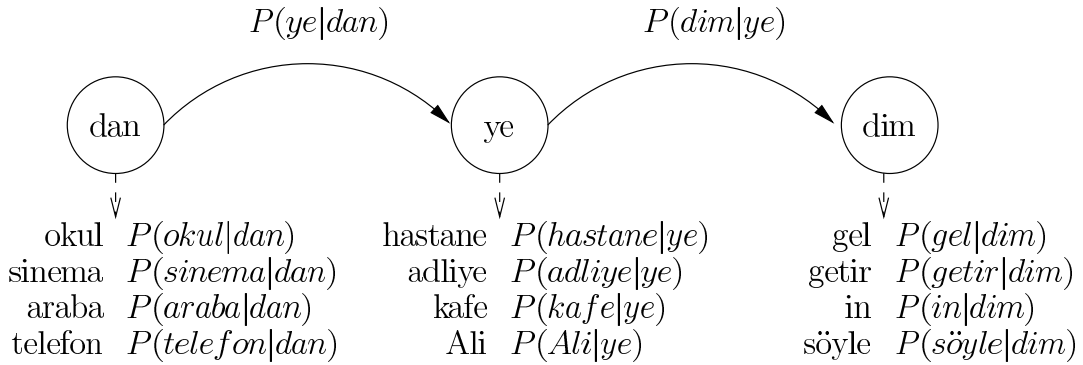 P(ye|dan) P(dim|ye)
dan ye dim
okul P(okul|dan) hastane P(hastane|ye) gel P(gel|dim)
sinema P(sinema|dan) adliye P(adliye|ye) getir P(getir|dim)
araba P(araba|dan) kafe P(kafe|ye) in P(in|dim)
telefon P(telefon|dan) Ali P(Ali|ye) söyle P(söyle|dim)